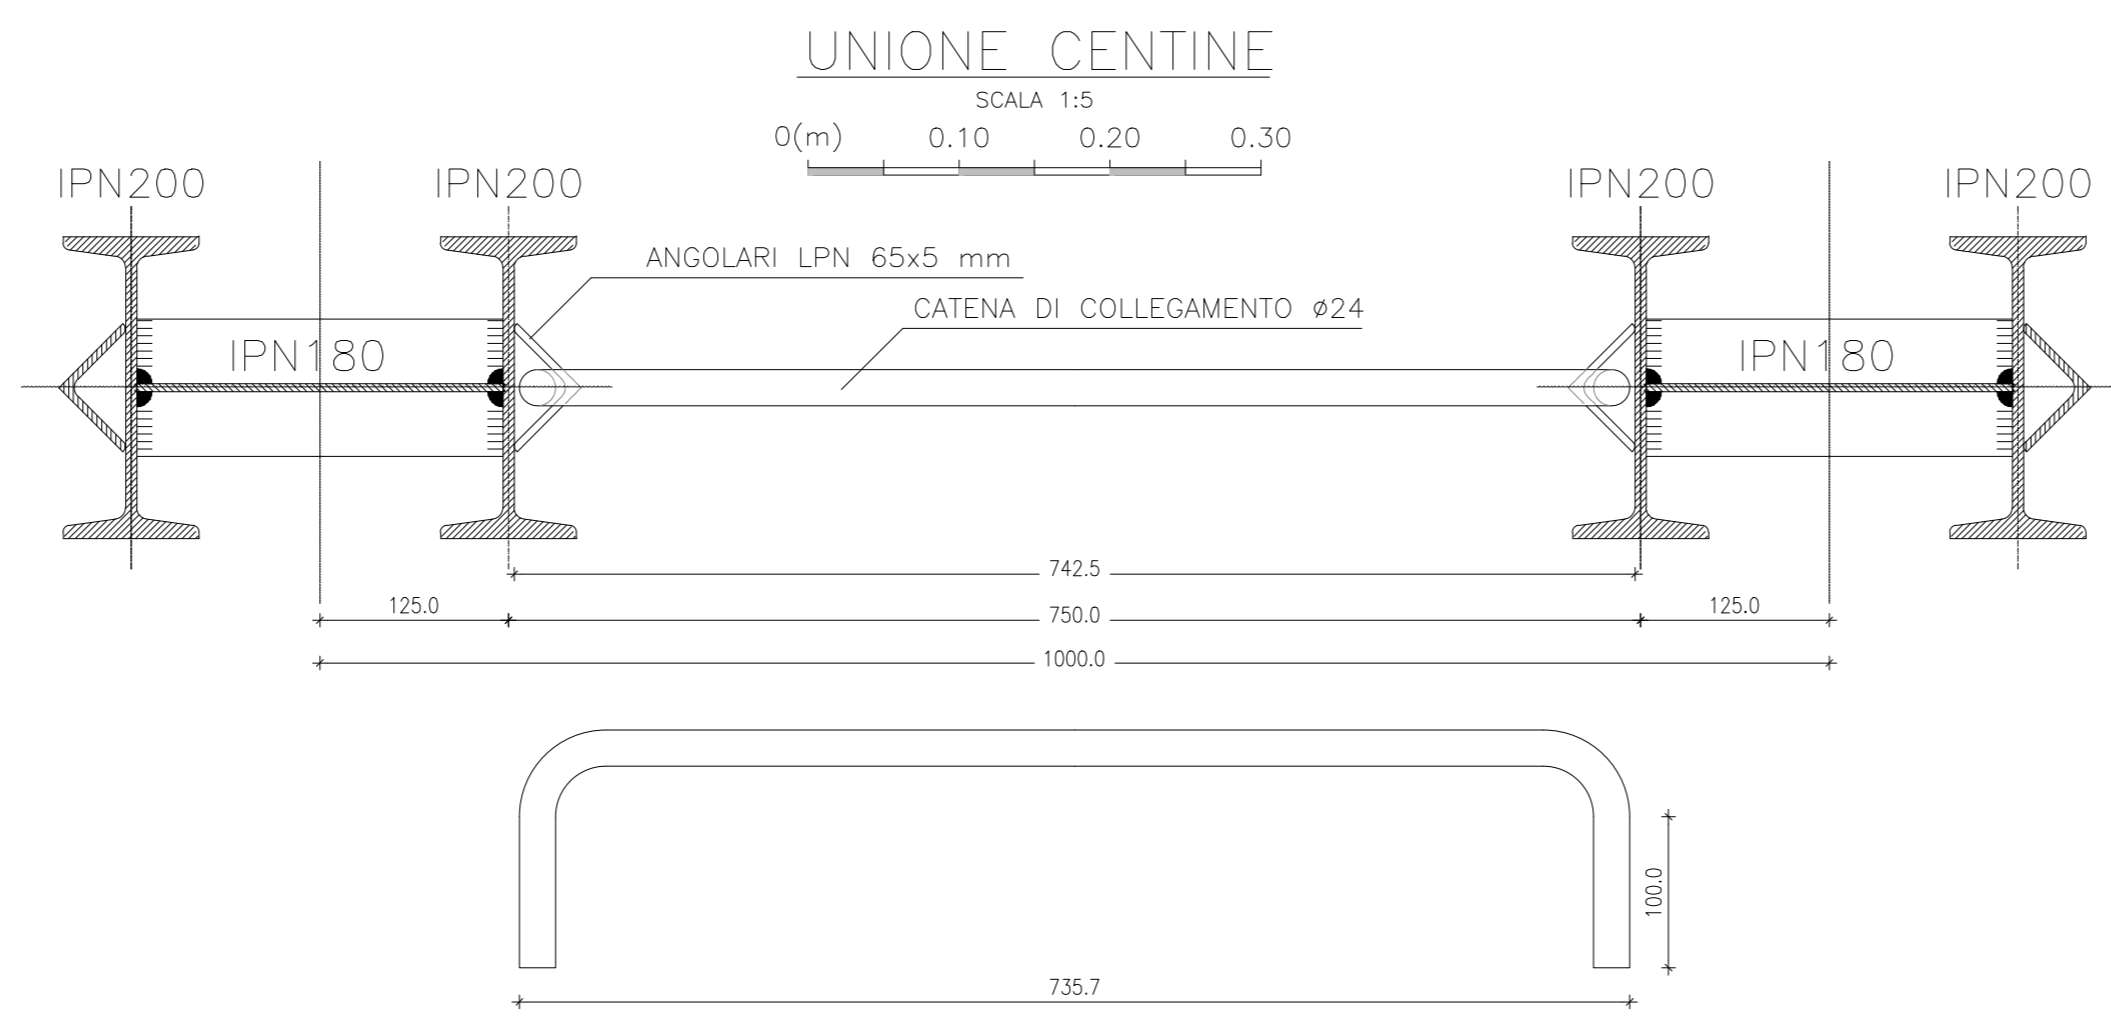 UNIONE CENTINE
SCALA 1:5
0(m) 0.10 0.20 0.30
IPN200 IPN200 IPN200 IPN200
ANGOLARI LPN 65x5 mm
CATENA DI COLLEGAMENTO ø24
IPN180 IPN180
742.5
125.0 750.0 125.0
1000.0
100.0
735.7